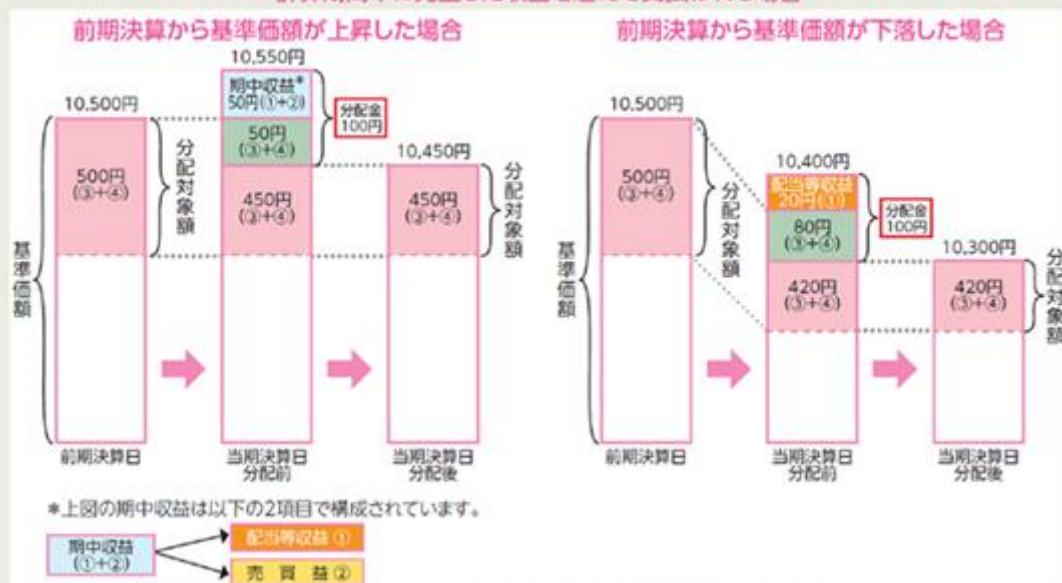 前期決算から基準価額が上昇した場合
前期決算から基準価額が下落した場合
10,550円
期中収益*
50円(①+②)
分配金
100円
10,500円
50円
(③+④)
10,450円
500円
(③+④)
分配対象額
450円
(③+④)
450円
(③+④)
分配対象額
基準価額
前期決算日
当期決算日
分配前
当期決算日
分配後
10,500円
10,400円
配当等収益
20円(①)
分配金
100円
500円
(③+④)
分配対象額
80円
(③+④)
10,300円
420円
(③+④)
420円
(③+④)
分配対象額
基準価額
前期決算日
当期決算日
分配前
当期決算日
分配後
*上図の期中収益は以下の2項目で構成されています。
期中収益
(①+②)
配当等収益 ①
売 買 益 ②